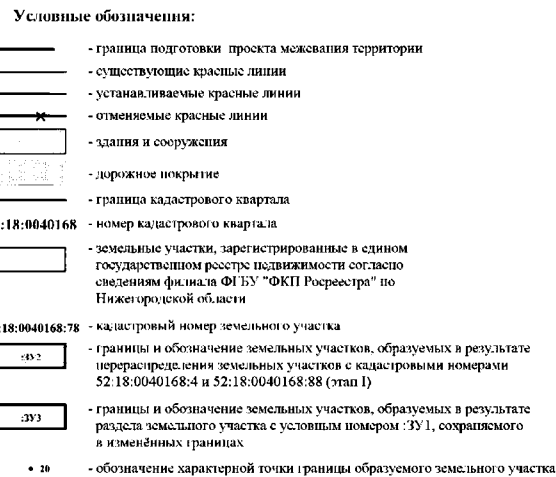 Условные обозначения:
- граница подготовки проекта межевания территории
- существующие красные линии
- устанавливаемые красные линии
- отменяемые красные линии
- здания и сооружения
- дорожное покрытие
- граница кадастрового квартала
:18:0040168 - номер кадастрового квартала
- земельные участки, зарегистрированные в едином
государственном реестре недвижимости согласно
сведениям филиала ФГБУ "ФКП Росреестра" по
Нижегородской области
:18:0040168:78 - кадастровый номер земельного участка
:ЗУ2 - границы и обозначение земельных участков, образуемых в результате
перераспределения земельных участков с кадастровыми номерами
52:18:0040168:4 и 52:18:0040168:88 (этап I)
:ЗУ3 - границы и обозначение земельных участков, образуемых в результате
раздела земельного участка с условным номером :ЗУ1, сохраняемого
в изменённых границах
• 20 - обозначение характерной точки границы образуемого земельного участка